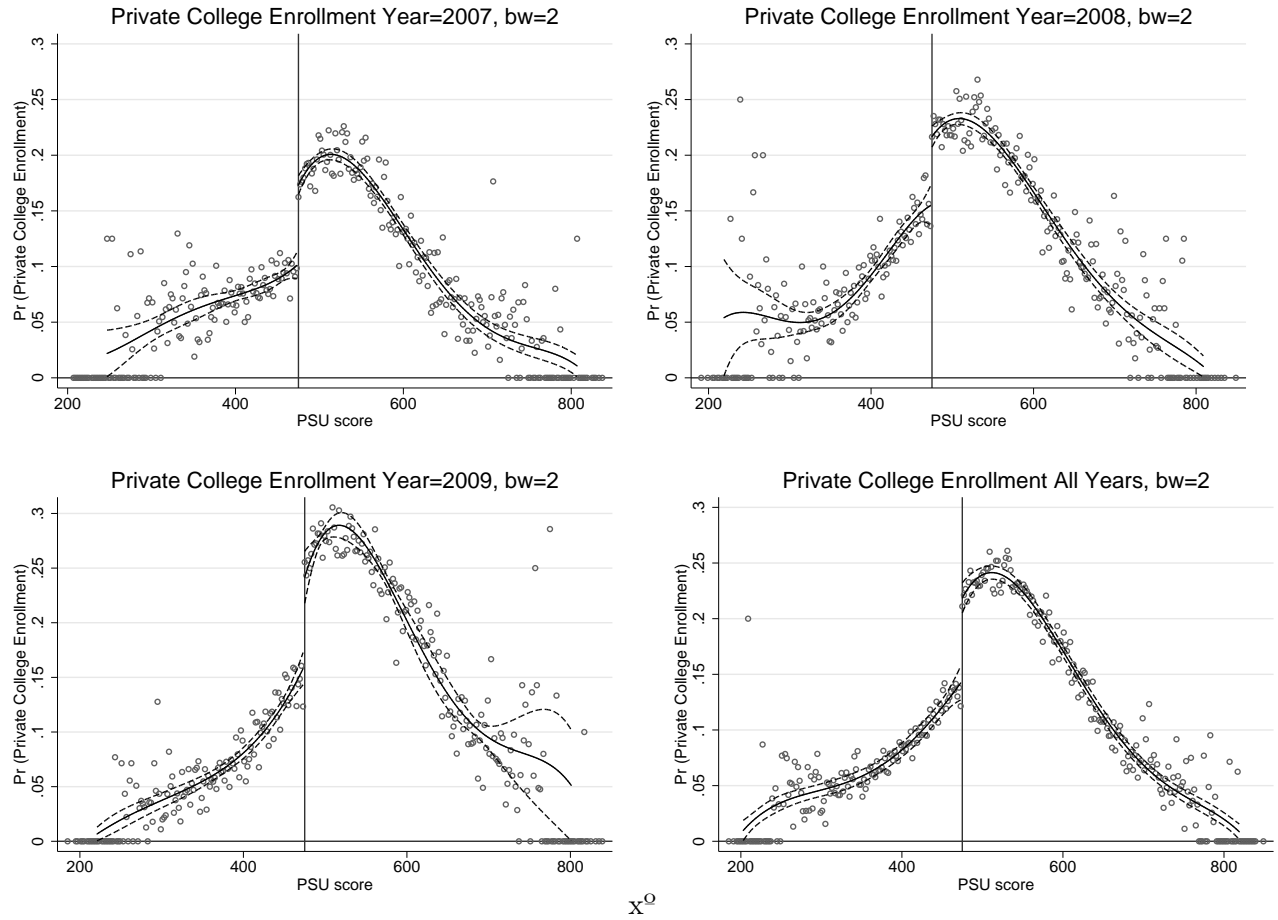 Private College Enrollment Year=2007, bw=2
Pr (Private College Enrollment)
.3
.25
.2
.15
.1
.05
0
200 400 600 800
PSU score
Private College Enrollment Year=2008, bw=2
Pr (Private College Enrollment)
.3
.25
.2
.15
.1
.05
0
200 400 600 800
PSU score
Private College Enrollment Year=2009, bw=2
Pr (Private College Enrollment)
.3
.25
.2
.15
.1
.05
0
200 400 600 800
PSU score
Private College Enrollment All Years, bw=2
Pr (Private College Enrollment)
.3
.25
.2
.15
.1
.05
0
200 400 600 800
PSU score
xº